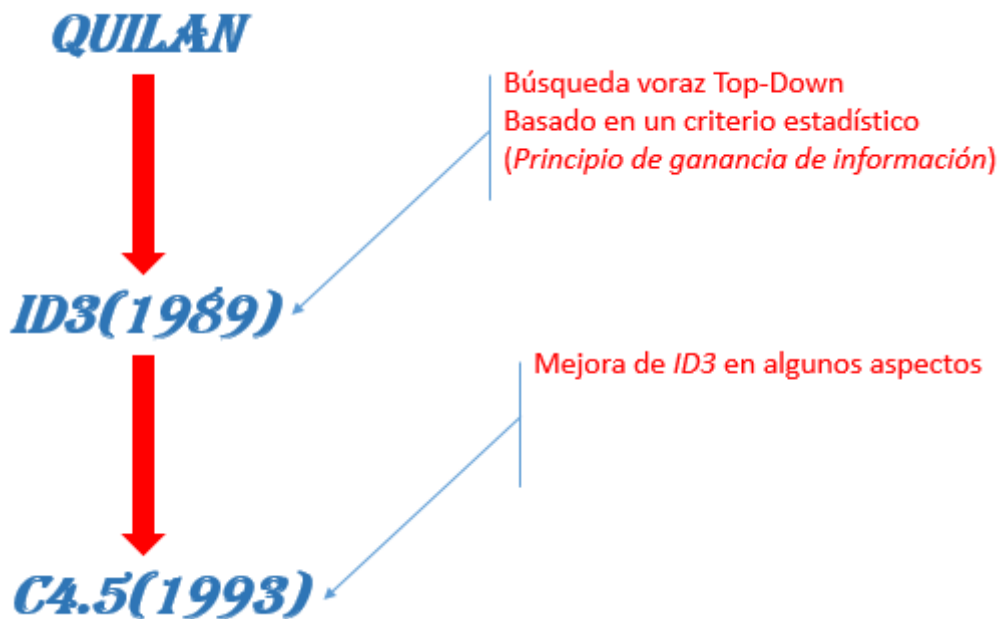 QUILAN
Búsqueda voraz Top-Down
Basado en un criterio estadístico
(Principio de ganancia de información)
ID3(1989)
Mejora de ID3 en algunos aspectos
C4.5(1993)